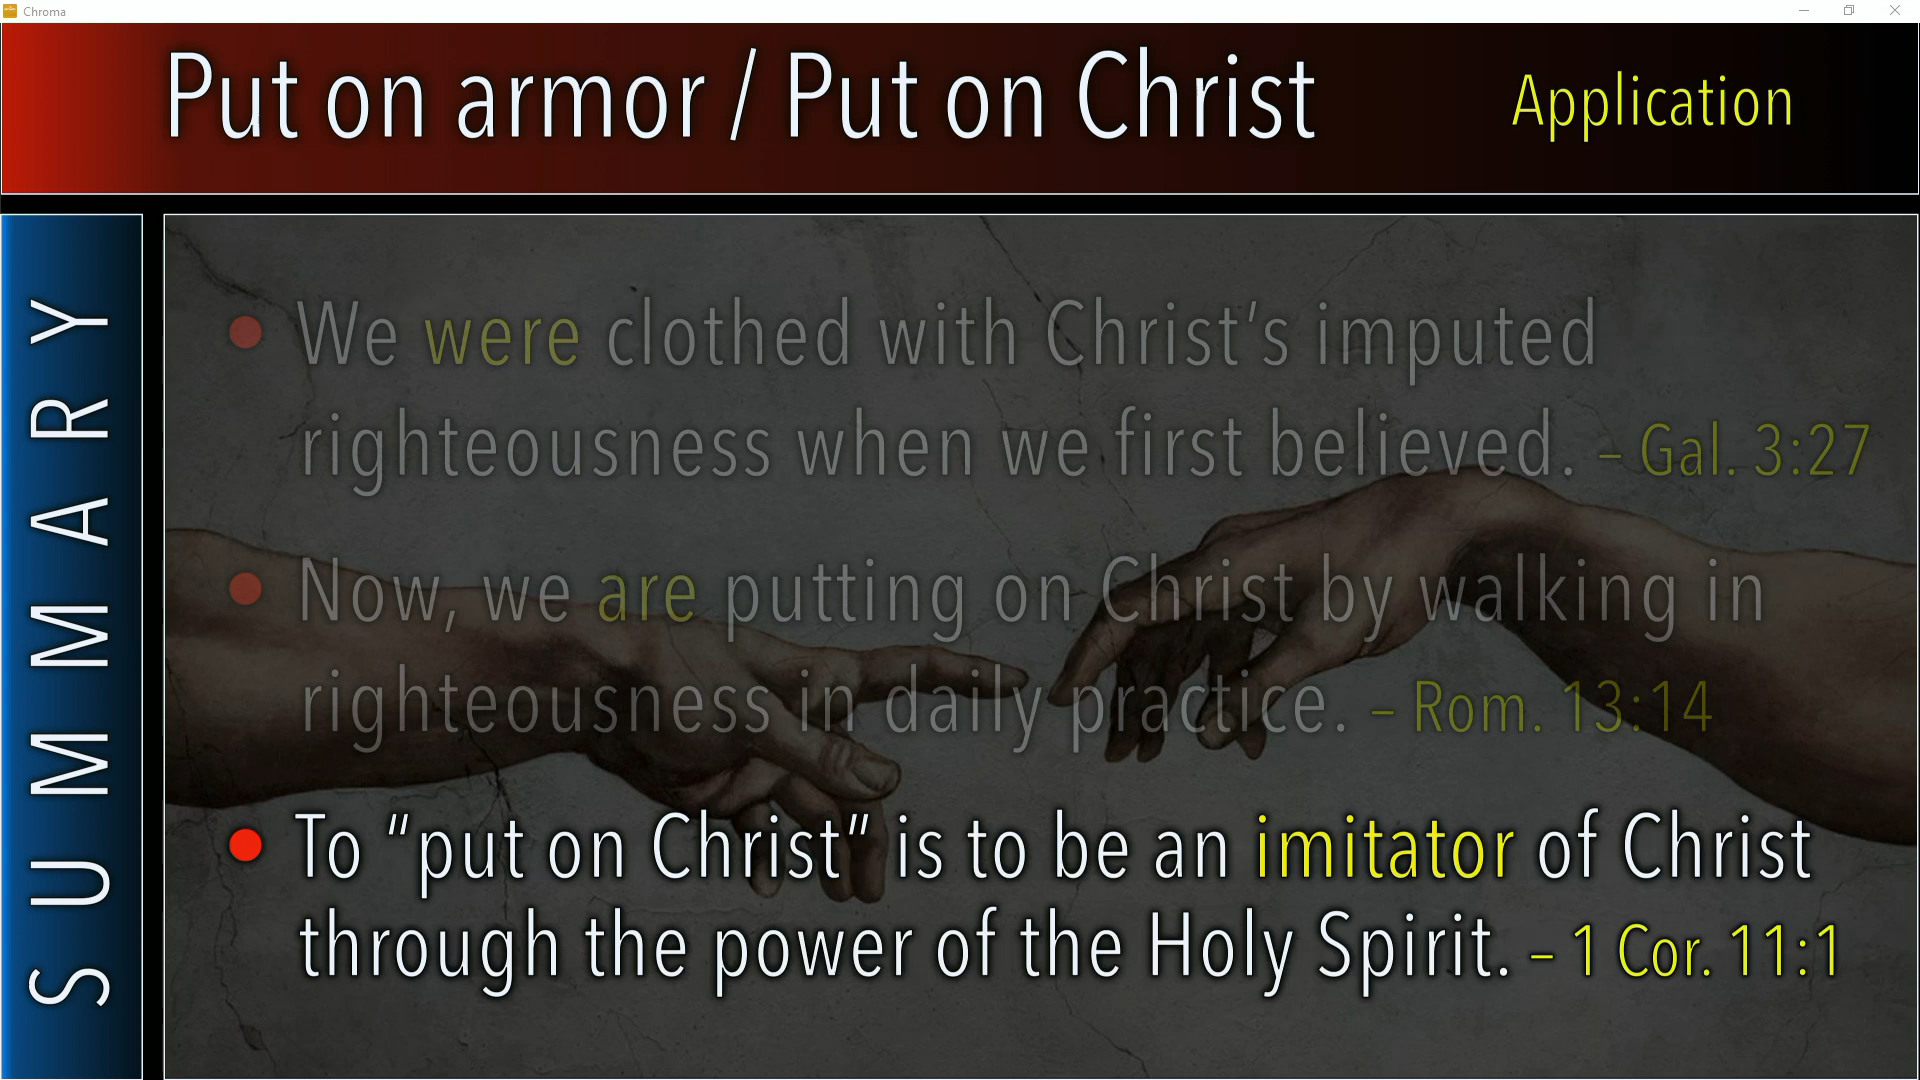 Chroma
Put on armor / Put on Christ
Application
SUMMARY
• We were clothed with Christ’s imputed
righteousness when we first believed. – Gal. 3:27
• Now, we are putting on Christ by walking in
righteousness in daily practice. – Rom. 13:14
• To “put on Christ” is to be an imitator of Christ
through the power of the Holy Spirit. – 1 Cor. 11:1